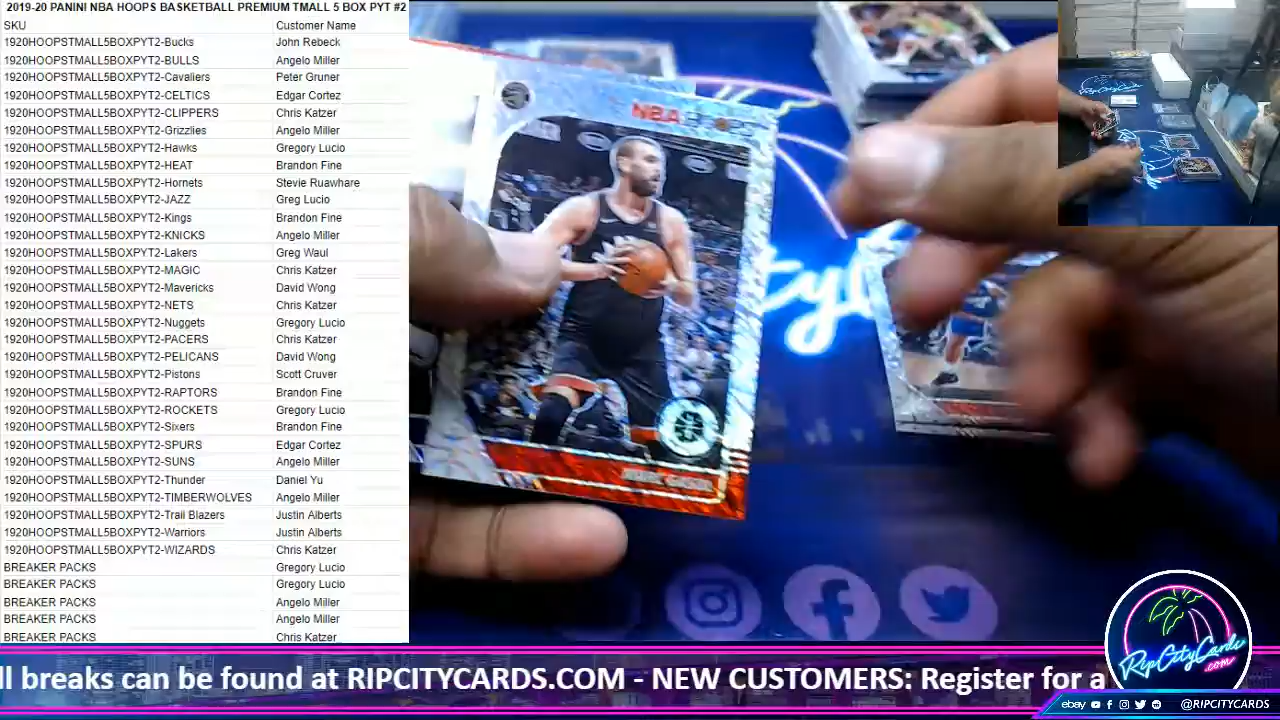 2019-20 PANINI NBA HOOPS BASKETBALL PREMIUM TMALL 5 BOX PYT #2
SKU Customer Name
1920HOOPSTMALL5BOXPYT2-Bucks John Rebeck
1920HOOPSTMALL5BOXPYT2-BULLS Angelo Miller
1920HOOPSTMALL5BOXPYT2-Cavaliers Peter Gruner
1920HOOPSTMALL5BOXPYT2-CELTICS Edgar Cortez
1920HOOPSTMALL5BOXPYT2-CLIPPERS Chris Katzer
1920HOOPSTMALL5BOXPYT2-Grizzlies Angelo Miller
1920HOOPSTMALL5BOXPYT2-Hawks Gregory Lucio
1920HOOPSTMALL5BOXPYT2-HEAT Brandon Fine
1920HOOPSTMALL5BOXPYT2-Hornets Stevie Ruawhare
1920HOOPSTMALL5BOXPYT2-JAZZ Greg Lucio
1920HOOPSTMALL5BOXPYT2-Kings Brandon Fine
1920HOOPSTMALL5BOXPYT2-KNICKS Angelo Miller
1920HOOPSTMALL5BOXPYT2-Lakers Greg Waul
1920HOOPSTMALL5BOXPYT2-MAGIC Chris Katzer
1920HOOPSTMALL5BOXPYT2-Mavericks David Wong
1920HOOPSTMALL5BOXPYT2-NETS Chris Katzer
1920HOOPSTMALL5BOXPYT2-Nuggets Gregory Lucio
1920HOOPSTMALL5BOXPYT2-PACERS Chris Katzer
1920HOOPSTMALL5BOXPYT2-PELICANS David Wong
1920HOOPSTMALL5BOXPYT2-Pistons Scott Cruver
1920HOOPSTMALL5BOXPYT2-RAPTORS Brandon Fine
1920HOOPSTMALL5BOXPYT2-ROCKETS Gregory Lucio
1920HOOPSTMALL5BOXPYT2-Sixers Brandon Fine
1920HOOPSTMALL5BOXPYT2-SPURS Edgar Cortez
1920HOOPSTMALL5BOXPYT2-SUNS Angelo Miller
1920HOOPSTMALL5BOXPYT2-Thunder Daniel Yu
1920HOOPSTMALL5BOXPYT2-TIMBERWOLVES Angelo Miller
1920HOOPSTMALL5BOXPYT2-Trail Blazers Justin Alberts
1920HOOPSTMALL5BOXPYT2-Warriors Justin Alberts
1920HOOPSTMALL5BOXPYT2-WIZARDS Chris Katzer
BREAKER PACKS Gregory Lucio
BREAKER PACKS Gregory Lucio
BREAKER PACKS Angelo Miller
BREAKER PACKS Angelo Miller
BREAKER PACKS Chris Katzer
NBA HOOPS
ll breaks can be found at RIPCITYCARDS.COM - NEW CUSTOMERS: Register for a
RipCityCards
.com
ebay @RIPCITYCARDS